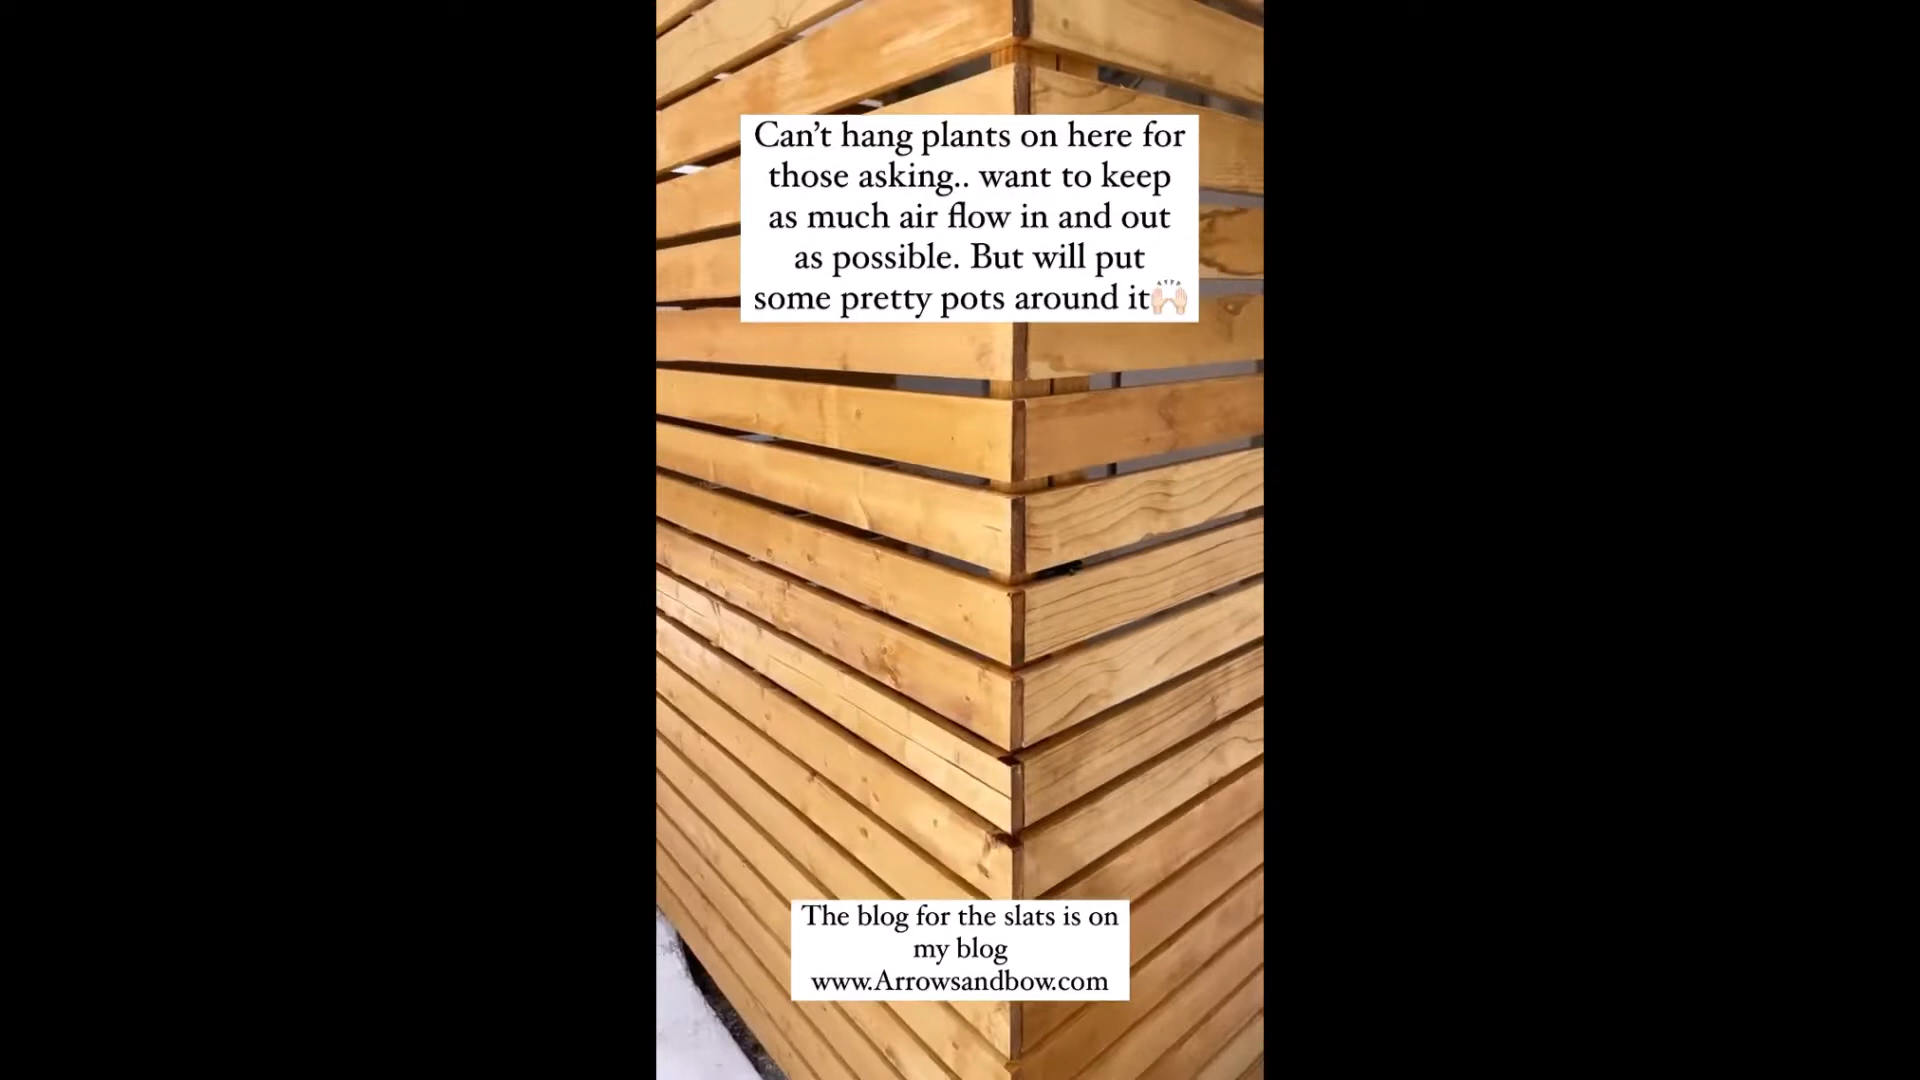 Can’t hang plants on here for
those asking.. want to keep
as much air flow in and out
as possible. But will put
some pretty pots around it🙌🏻
The blog for the slats is on
my blog
www.Arrowsandbow.com